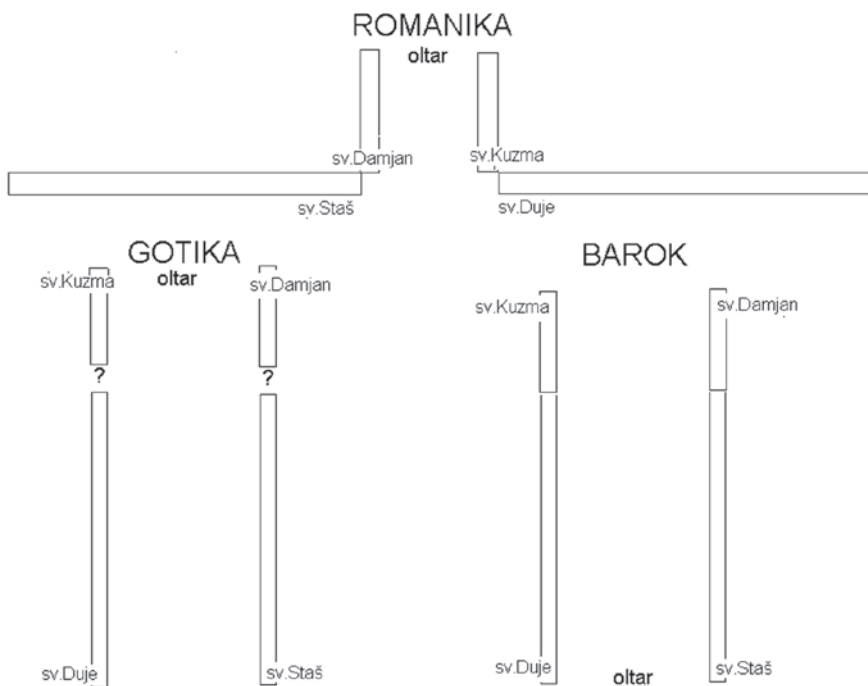 ROMANIKA
oltar
sv.Damjan
sv.Kuzma
sv.Staš
sv.Duje
GOTIKA
sv.Kuzma
oltar
sv.Damjan
?
?
sv.Duje
sv.Staš
BAROK
sv.Kuzma
sv.Damjan
sv.Duje
oltar
sv.Staš